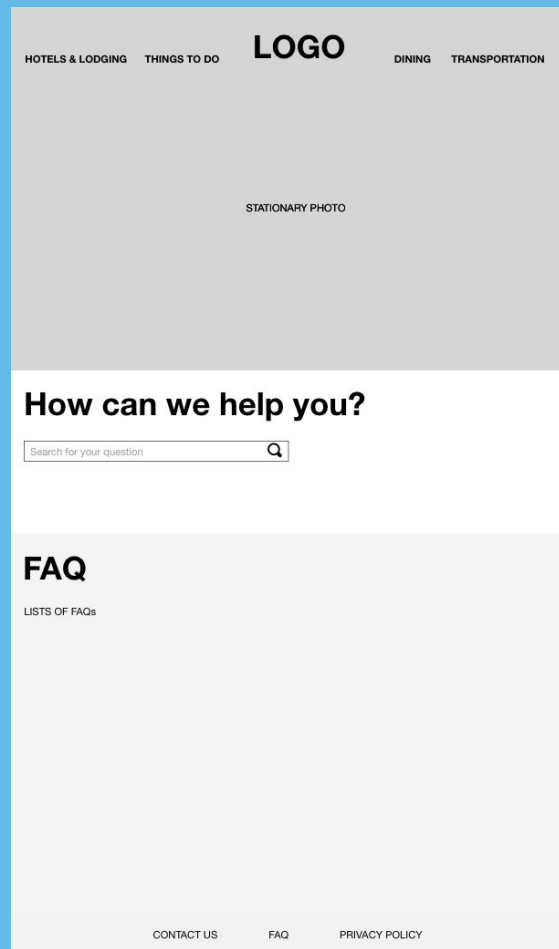 HOTELS & LODGING THINGS TO DO LOGO DINING TRANSPORTATION
STATIONARY PHOTO
How can we help you?
Search for your question
FAQ
LISTS OF FAQs
CONTACT US FAQ PRIVACY POLICY